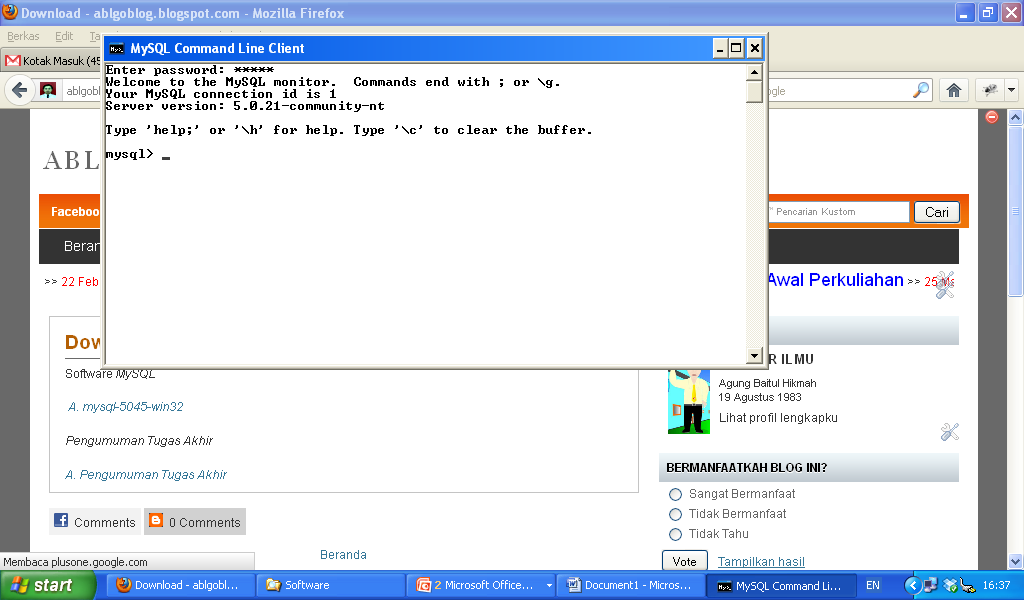 Download - ablgoblog.blogspot.com - Mozilla Firefox
Berkas Edit
Kotak Masuk (45
MySQL Command Line Client
Enter password: *****
Welcome to the MySQL monitor.  Commands end with ; or \g.
Your MySQL connection id is 1
Server version: 5.0.21-community-nt
Type 'help;' or '\h' for help. Type '\c' to clear the buffer.
mysql>
ablgobl
gle
ABL
Faceboo
Pencarian Kustom
Cari
Beran
>> 22 Feb
Awal Perkuliahan >> 25 Ma
Dow
Software MySQL
A. mysql-5045-win32
Pengumuman Tugas Akhir
A. Pengumuman Tugas Akhir
Comments
0 Comments
Beranda
R ILMU
Agung Baitul Hikmah
19 Agustus 1983
Lihat profil lengkapku
BERMANFAATKAH BLOG INI?
Sangat Bermanfaat
Tidak Bermanfaat
Tidak Tahu
Vote Tampilkan hasil
Membaca plusone.google.com
start
Download - ablgobl...
Software
2 Microsoft Office...
Document1 - Micros...
MySQL Command Li...
EN
16:37